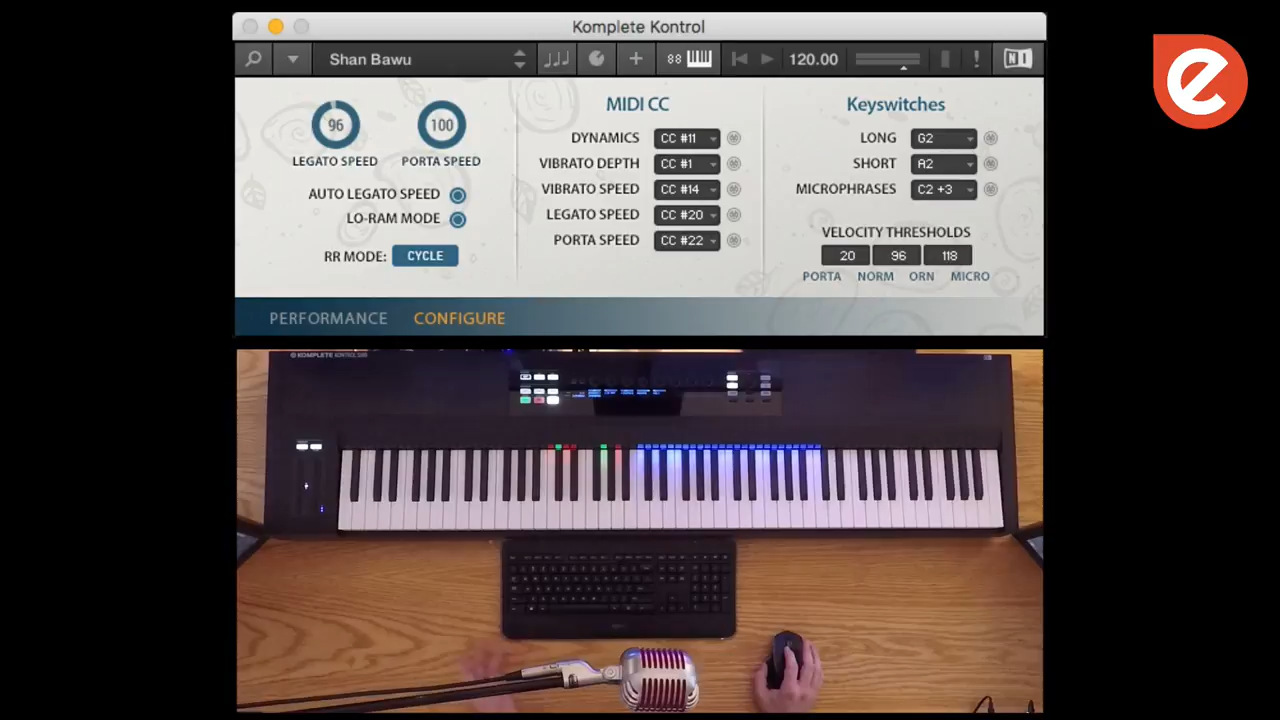 Komplete Kontrol
Shan Bawu
88
120.00
96
100
LEGATO SPEED
PORTA SPEED
AUTO LEGATO SPEED
LO-RAM MODE
RR MODE: CYCLE
MIDI CC
DYNAMICS CC #11
VIBRATO DEPTH CC #1
VIBRATO SPEED CC #14
LEGATO SPEED CC #20
PORTA SPEED CC #22
Keyswitches
LONG G2
SHORT A2
MICROPHRASES C2 +3
VELOCITY THRESHOLDS
20 96 118
PORTA NORM ORN MICRO
PERFORMANCE CONFIGURE
KOMPLETE KONTROL S88
e